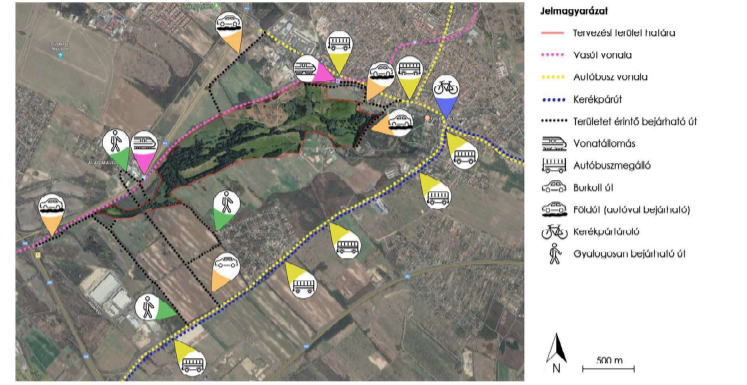 Jelmagyarázat
Tervezési terület határa
Vasút vonala
Autóbusz vonala
Kerékpárút
Területet érintő bejárható út
Vonatállomás
Autóbuszmegálló
Burkolt út
Földút (autóval bejárható)
Kerékpártároló
Gyalogosan bejárható út
N
500 m